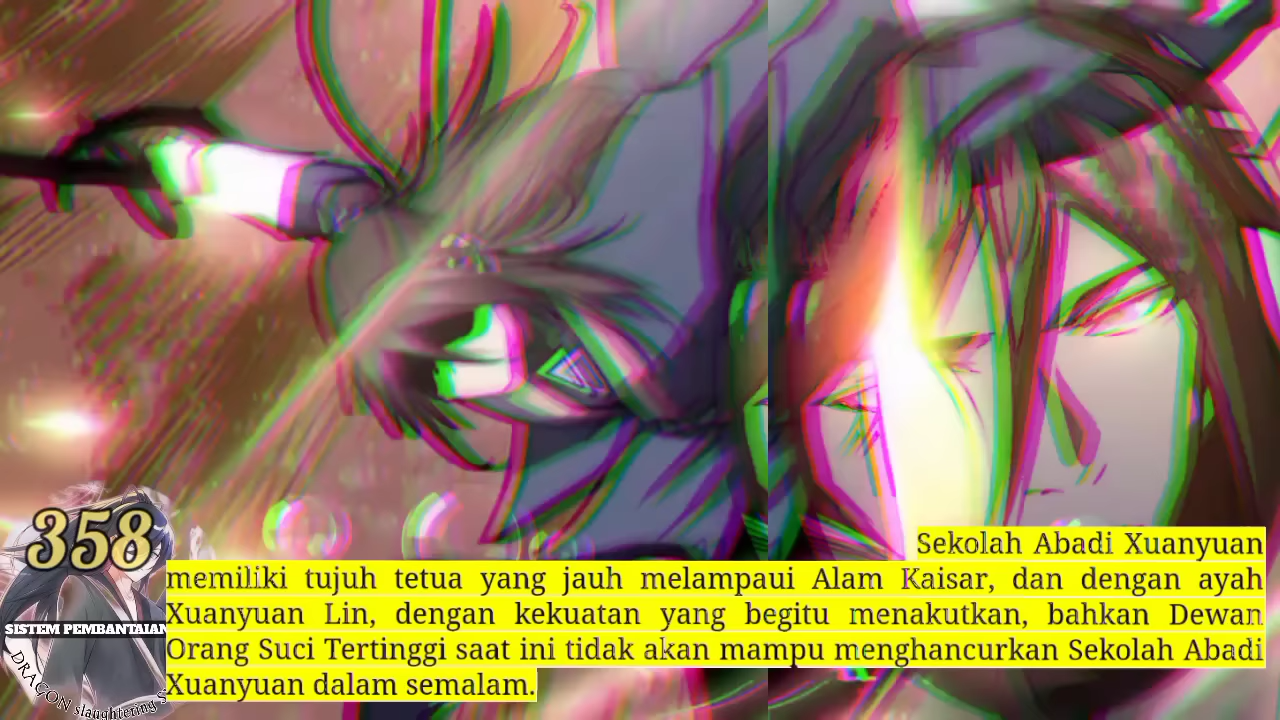 358
SISTEM PEMBANTAIAN
DRAGON slaughtering S
Sekolah Abadi Xuanyuan
memiliki tujuh tetua yang jauh melampaui Alam Kaisar, dan dengan ayah
Xuanyuan Lin, dengan kekuatan yang begitu menakutkan, bahkan Dewan
Orang Suci Tertinggi saat ini tidak akan mampu menghancurkan Sekolah Abadi
Xuanyuan dalam semalam.